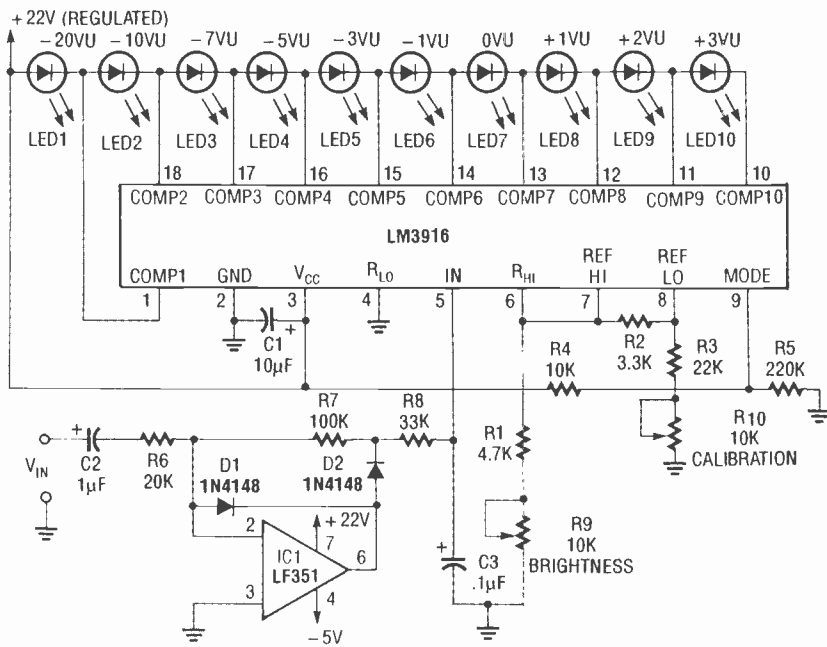 +22V (REGULATED)
−20VU −10VU −7VU −5VU −3VU −1VU 0VU +1VU +2VU +3VU
LED1 LED2 LED3 LED4 LED5 LED6 LED7 LED8 LED9 LED10
18 17 16 15 14 13 12 11 10
COMP2 COMP3 COMP4 COMP5 COMP6 COMP7 COMP8 COMP9 COMP10
LM3916
COMP1 GND VCC RLO IN RHI REF HI REF LO MODE
1 2 3 4 5 6 7 8 9
C1
10µF
+
R2
3.3K
R3
22K
R4
10K
R5
220K
R7
100K
R8
33K
R1
4.7K
R10
10K
CALIBRATION
VIN
+
C2
1µF
R6
20K
D1
1N4148
D2
1N4148
R9
10K
BRIGHTNESS
+22V
2
7
IC1
LF351
6
3
4
−5V
+
C3
.1µF